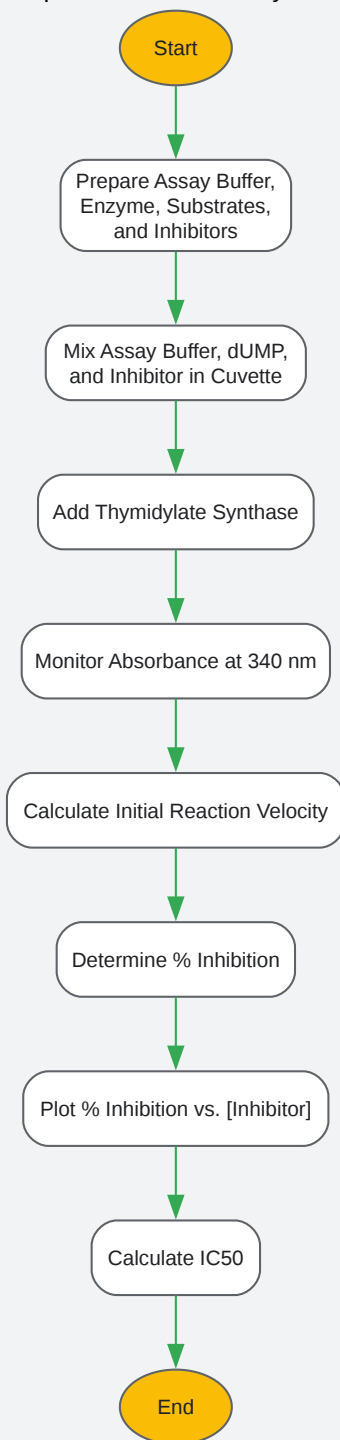 Start
Prepare Assay Buffer,
Enzyme, Substrates,
and Inhibitors
Mix Assay Buffer, dUMP,
and Inhibitor in Cuvette
Add Thymidylate Synthase
Monitor Absorbance at 340 nm
Calculate Initial Reaction Velocity
Determine % Inhibition
Plot % Inhibition vs. [Inhibitor]
Calculate IC50
End